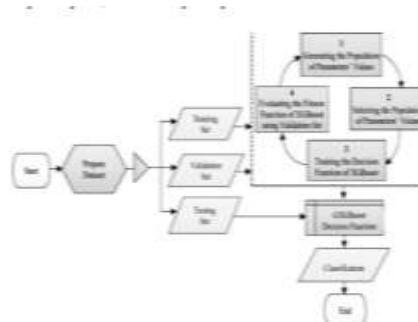 Start
Prepare
Dataset
Training
Set
Validation
Set
Testing
Set
1
Generating the Population
of Parameters' Values
2
Selecting the Population
of Parameters' Values
3
Training the Decision
Function of XGBoost
4
Evaluating the Fitness
Function of XGBoost
using Validation Set
Decision Function
Classification
End